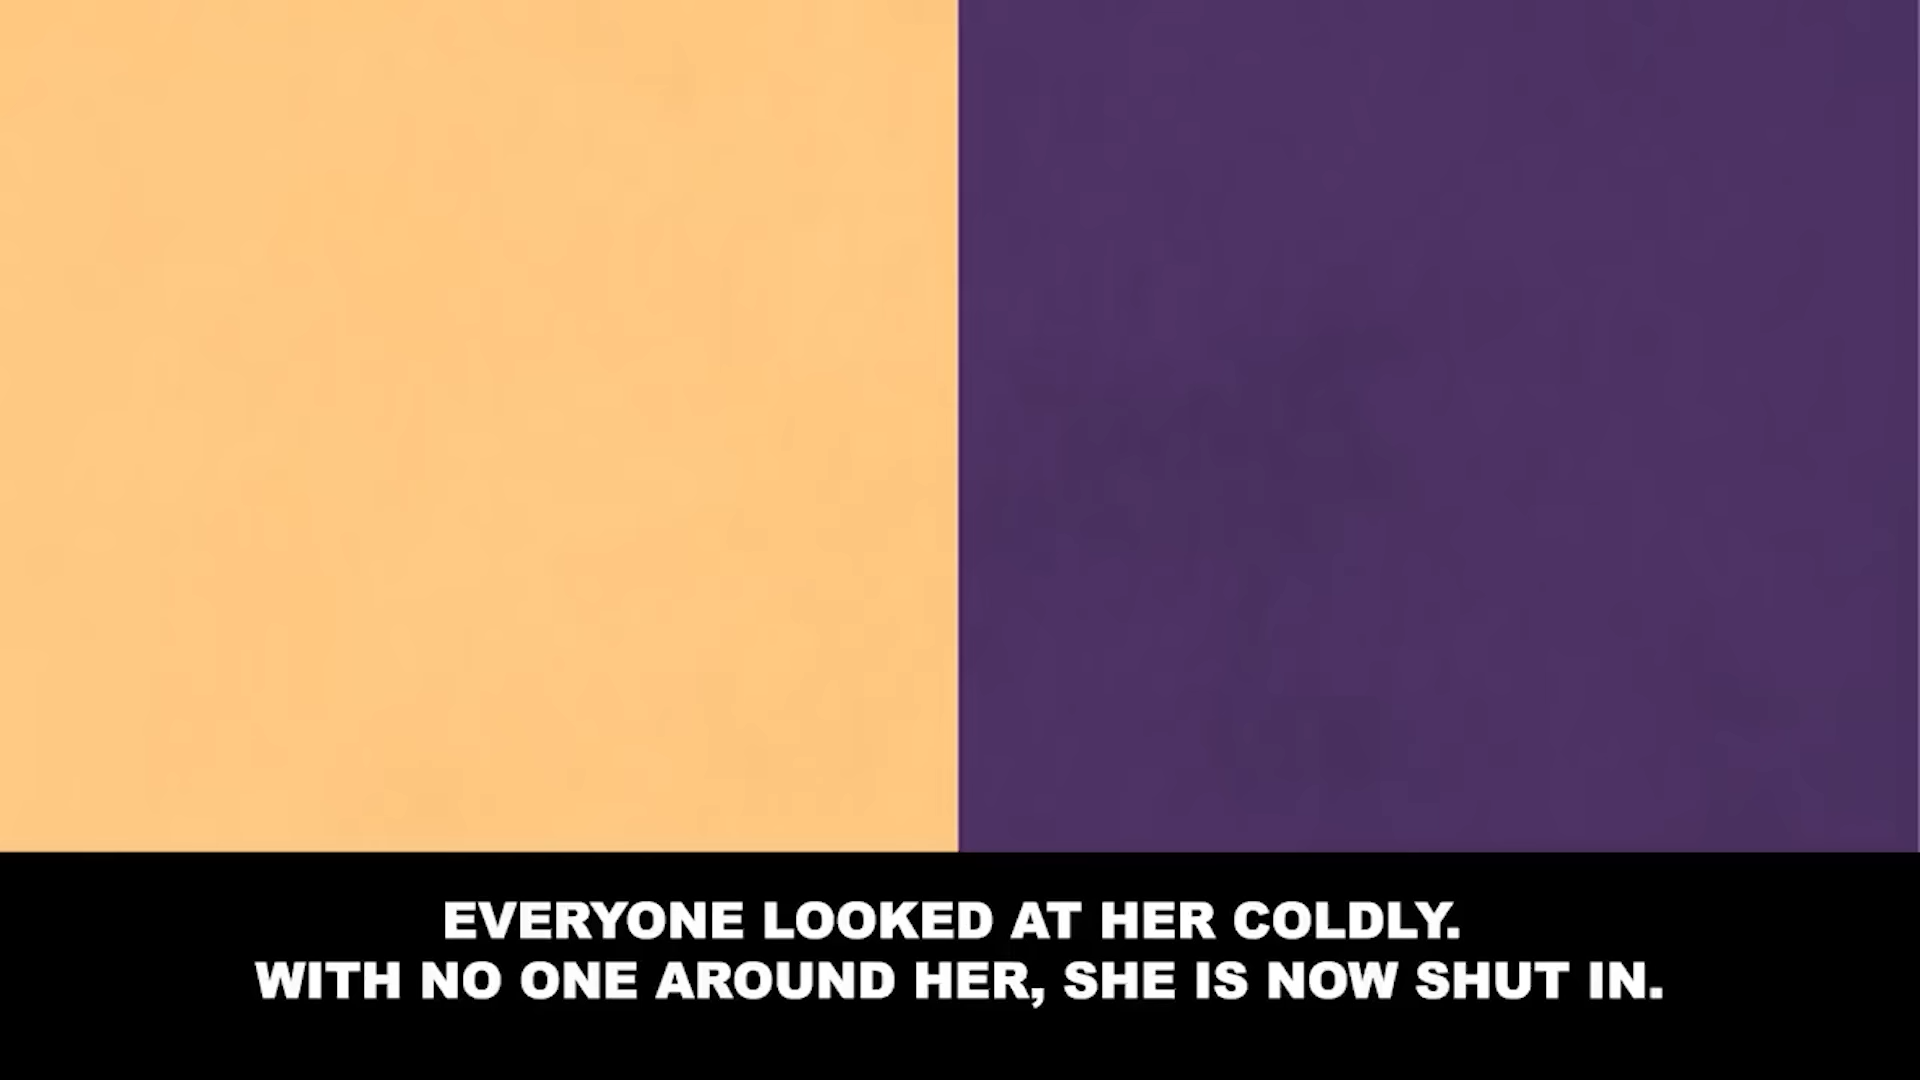 EVERYONE LOOKED AT HER COLDLY.
WITH NO ONE AROUND HER, SHE IS NOW SHUT IN.